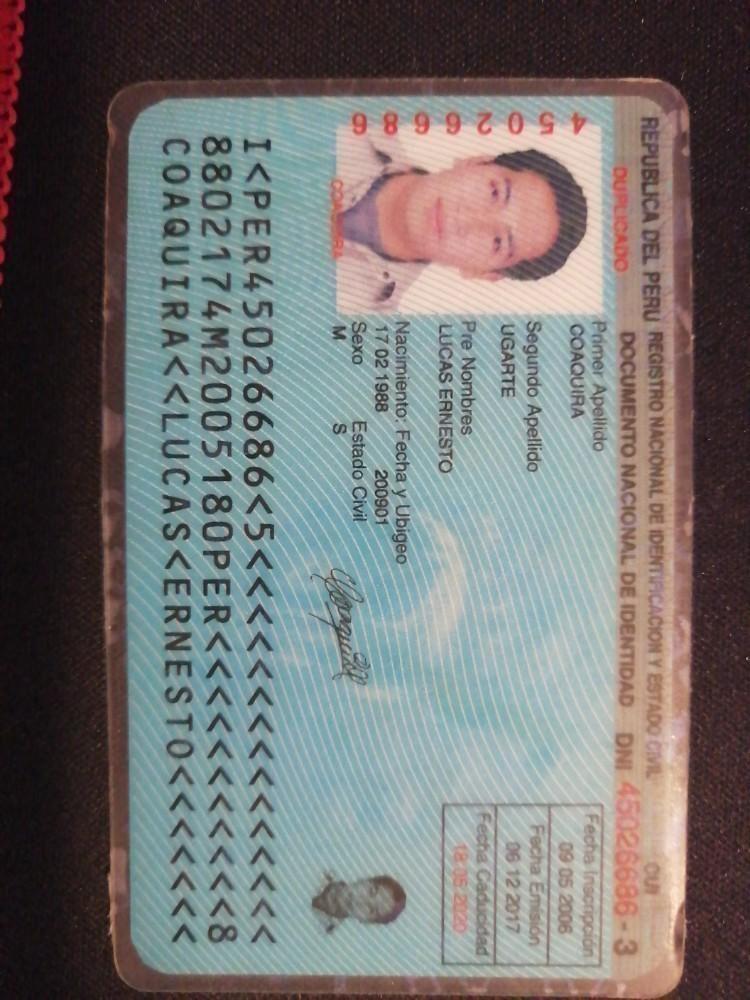 REPUBLICA DEL PERU REGISTRO NACIONAL DE IDENTIFICACION Y ESTADO CIVIL CUI
DUPLICADO DOCUMENTO NACIONAL DE IDENTIDAD DNI 45026686 - 3
45026686
COAQUIRA
Primer Apellido
COAQUIRA
Segundo Apellido
UGARTE
Pre Nombres
LUCAS ERNESTO
Nacimiento: Fecha y Ubigeo
17 02 1988 200901
Sexo Estado Civil
M S
Fecha Inscripción
09 05 2006
Fecha Emisión
06 12 2017
Fecha Caducidad
18 05 2020
I<PER45026686<5<<<<<<<<<<<<<<<
8802174M2005180PER<<<<<<<<<<<8
COAQUIRA<<LUCAS<ERNESTO<<<<<<<